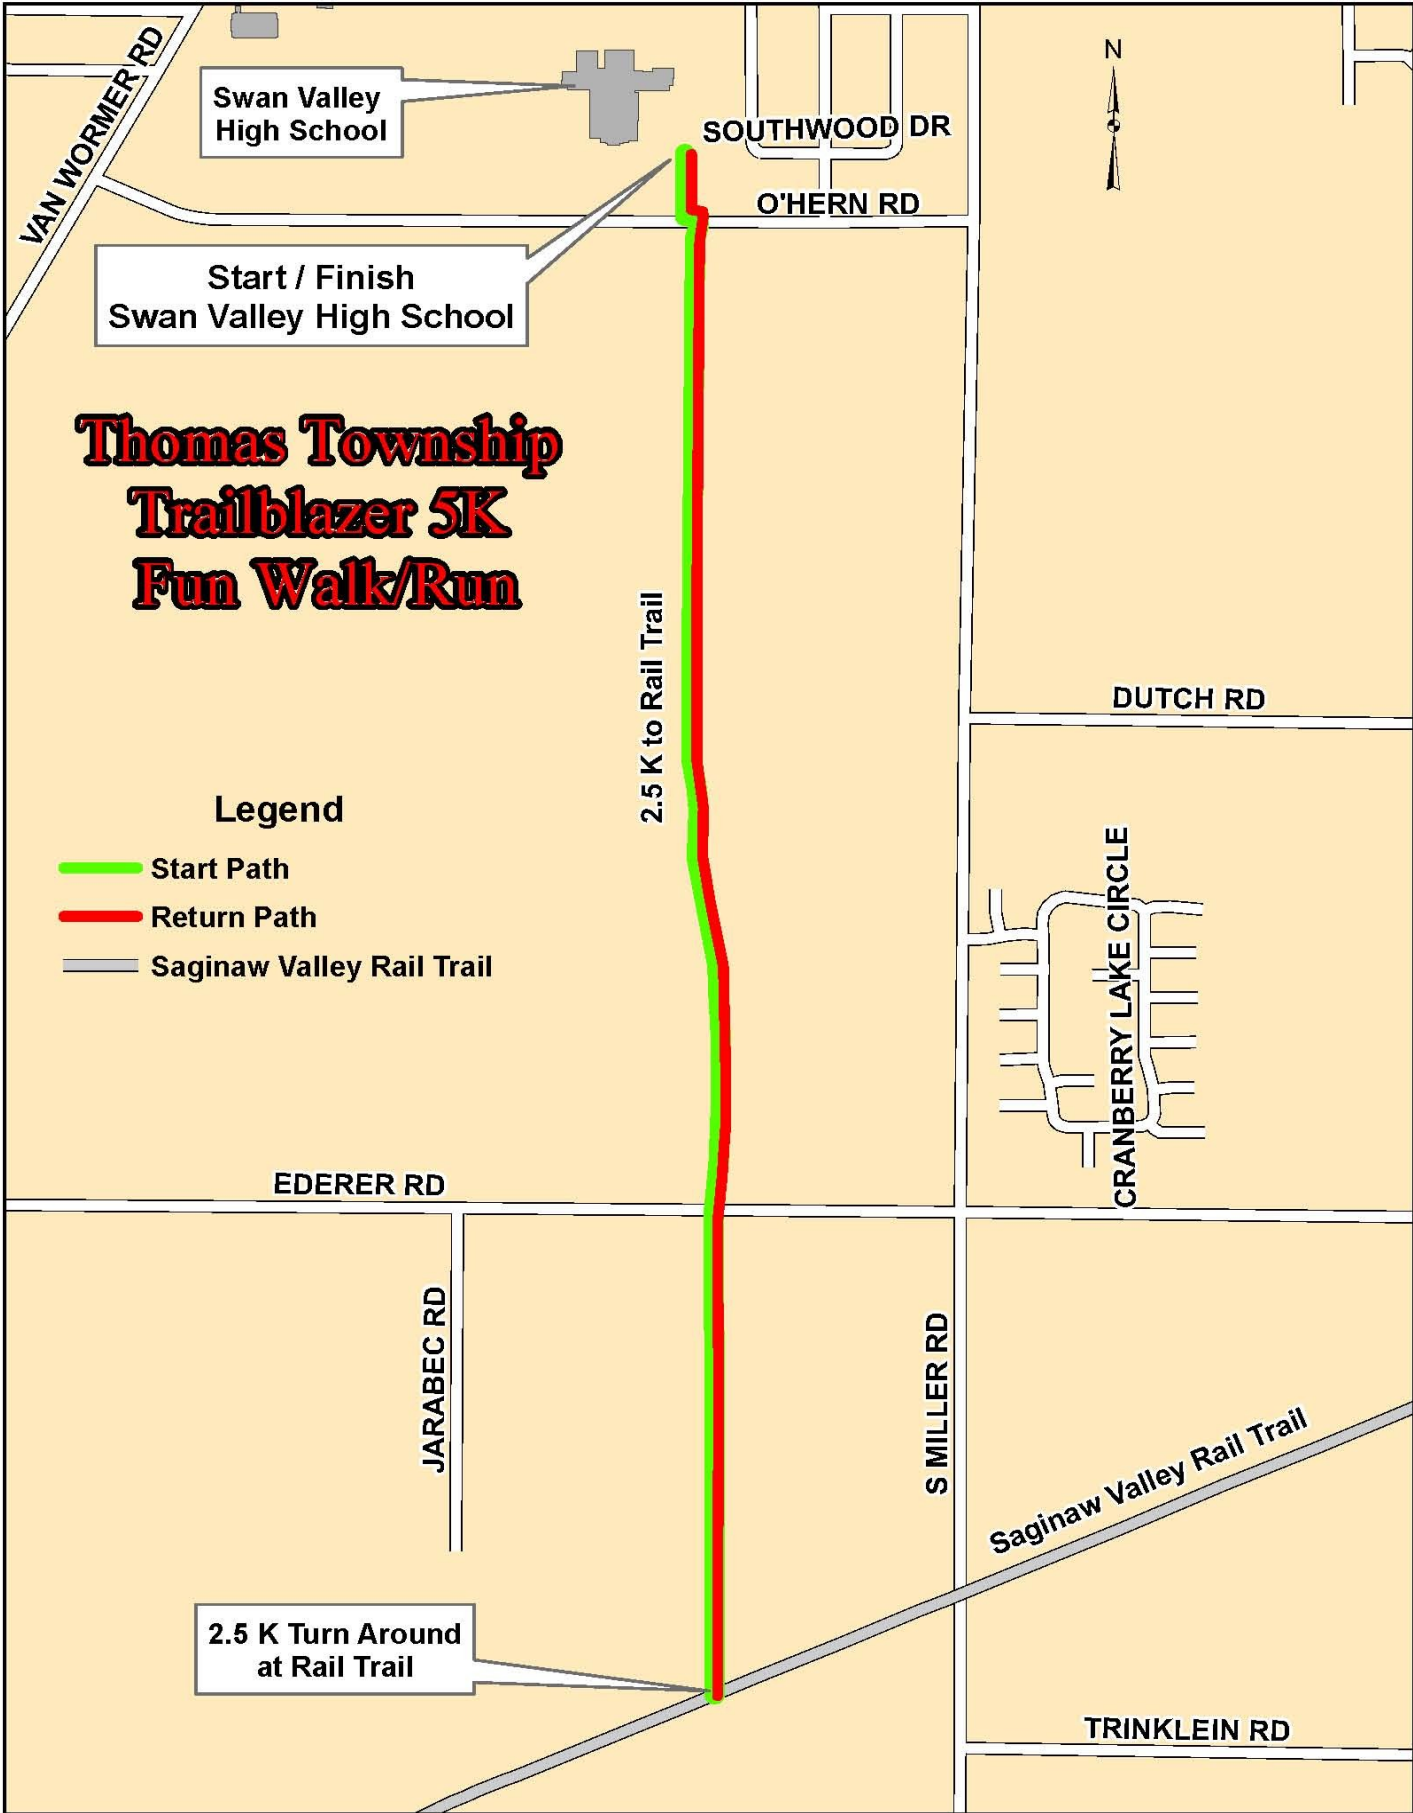 VAN WORMER RD
Swan Valley
High School
SOUTHWOOD DR
N
O'HERN RD
Start / Finish
Swan Valley High School
Thomas Township
Trailblazer 5K
Fun Walk/Run
2.5 K to Rail Trail
DUTCH RD
Legend
Start Path
Return Path
Saginaw Valley Rail Trail
CRANBERRY LAKE CIRCLE
EDERER RD
JARABEC RD
S MILLER RD
Saginaw Valley Rail Trail
2.5 K Turn Around
at Rail Trail
TRINKLEIN RD